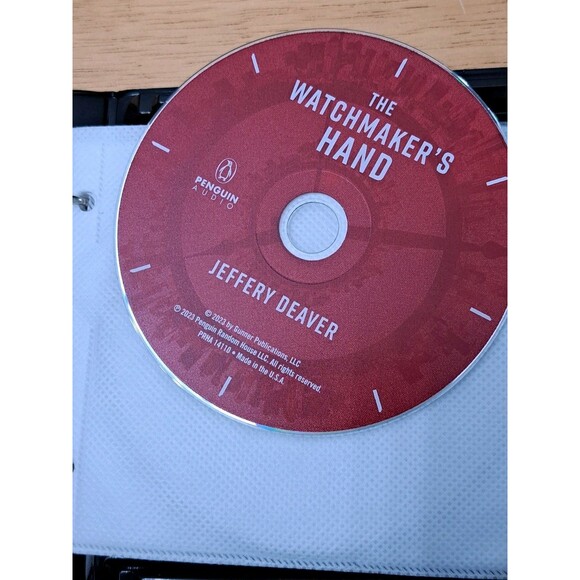 THE
WATCHMAKER'S
HAND
PENGUIN
AUDIO
JEFFERY DEAVER
© 2023 by Gunner Publications, LLC
℗ 2023 Penguin Random House LLC. All rights reserved.
PRHA 14118 • Made in the U.S.A.